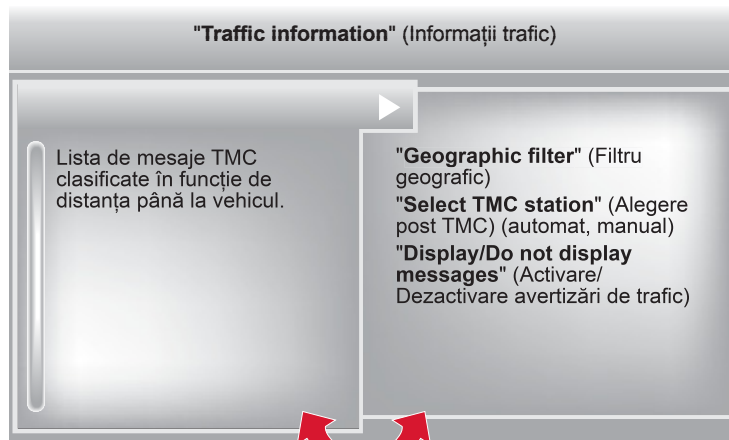 "Traffic information" (Informații trafic)
Lista de mesaje TMC
clasificate în funcție de
distanța până la vehicul.
"Geographic filter" (Filtru
geografic)
"Select TMC station" (Alegere
post TMC) (automat, manual)
"Display/Do not display
messages" (Activare/
Dezactivare avertizări de trafic)